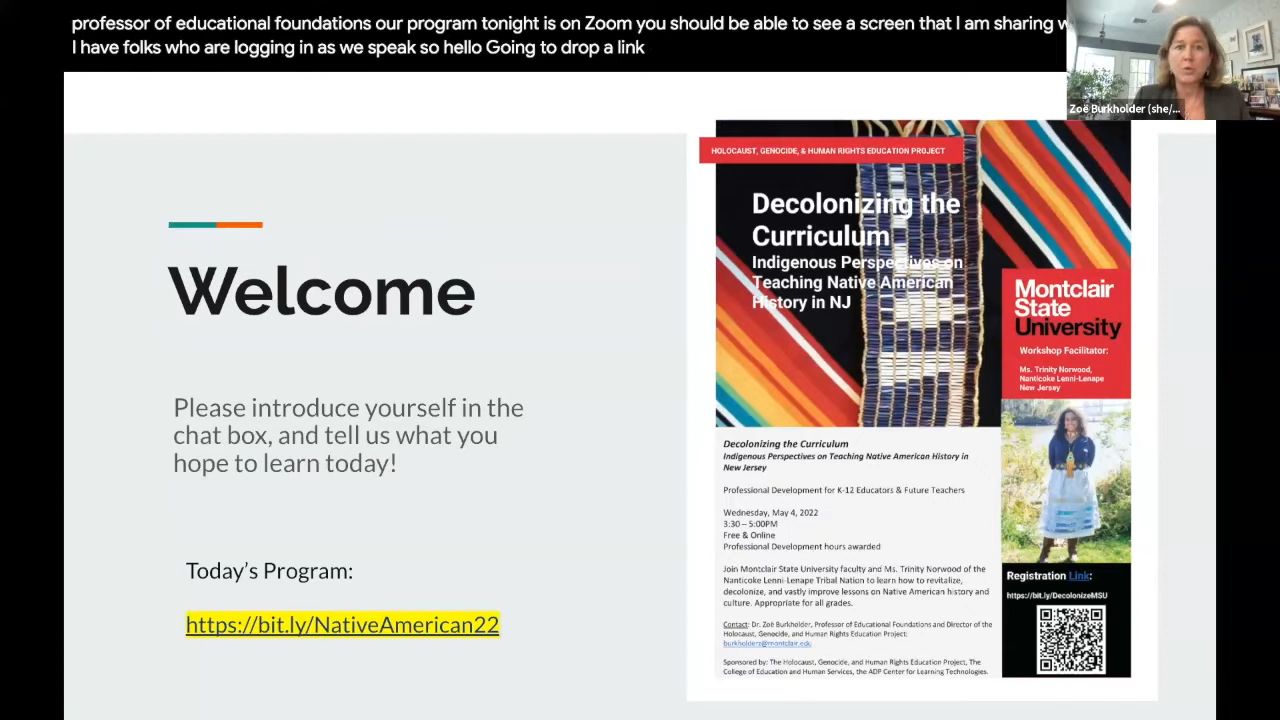 professor of educational foundations our program tonight is on Zoom you should be able to see a screen that I am sharing
I have folks who are logging in as we speak so hello Going to drop a link
Zoë Burkholder (she/...
Welcome
Please introduce yourself in the
chat box, and tell us what you
hope to learn today!
Today's Program:
https://bit.ly/NativeAmerican22
HOLOCAUST, GENOCIDE, & HUMAN RIGHTS EDUCATION PROJECT
Decolonizing the
Curriculum
Indigenous Perspectives on
Teaching Native American
History in NJ
Montclair
State
University
Workshop Facilitator:
Ms. Trinity Norwood,
Nanticoke Lenni-Lenape
New Jersey
Decolonizing the Curriculum
Indigenous Perspectives on Teaching Native American History in
New Jersey
Professional Development for K-12 Educators & Future Teachers
Wednesday, May 4, 2022
3:30 – 5:00PM
Free & Online
Professional Development hours awarded
Join Montclair State University faculty and Ms. Trinity Norwood of the
Nanticoke Lenni-Lenape Tribal Nation to learn how to revitalize,
decolonize, and vastly improve lessons on Native American history and
culture. Appropriate for all grades.
Contact: Dr. Zoë Burkholder, Professor of Educational Foundations and Director of the
Holocaust, Genocide, and Human Rights Education Project:
burkholderz@montclair.edu
Sponsored by: The Holocaust, Genocide, and Human Rights Education Project, The
College of Education and Human Services, the ADP Center for Learning Technologies.
Registration Link:
https://bit.ly/DecolonizeMSU